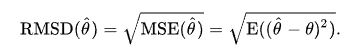 RMSD(θ̂) = √MSE(θ̂) = √E((θ̂ − θ)²).